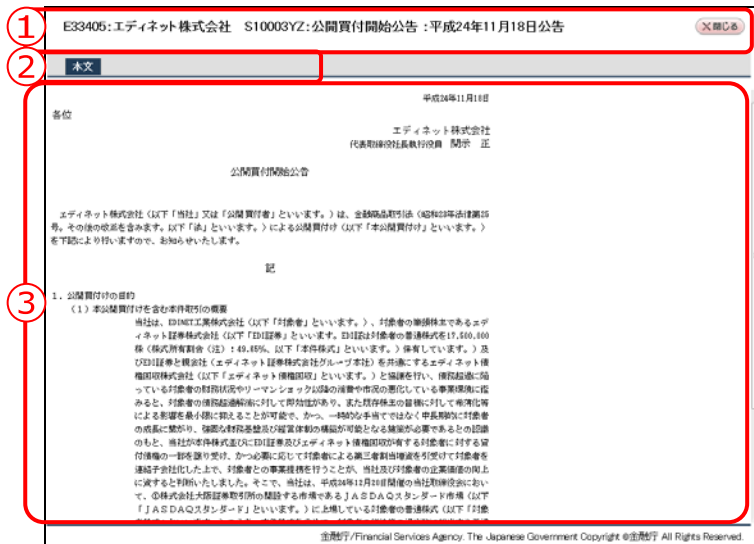 ①
E33405:エディネット株式会社 S10003YZ:公開買付開始公告 :平成24年11月18日公告
×閉じる
②
本文
③
平成24年11月18日
各位
エディネット株式会社
代表取締役社長執行役員 開示 正
公開買付開始公告
エディネット株式会社(以下「当社」又は「公開買付者」といいます。)は、金融商品取引法(昭和23年法律第25
号。その後の改正を含みます。以下「法」といいます。)による公開買付け(以下「本公開買付け」といいます。)
を下記により行いますので、お知らせいたします。
記
1.公開買付けの目的
(1)本公開買付けを含む本件取引の概要
当社は、EDINET工業株式会社(以下「対象者」といいます。)、対象者の筆頭株主であるエデ
ィネット証券株式会社(以下「EDI証券」といいます。EDI証券は対象者の普通株式を17,500,000
株(株式所有割合(注):49.85%、以下「本件株式」といいます。)保有しています。)及
びEDI証券と親会社(エディネット証券株式会社グループ本社)を共通にするエディネット債
権回収株式会社(以下「エディネット債権回収」といいます。)と協議を行い、債務超過に陥
っている対象者の財務状況やリーマンショック以降の消費や市況の悪化している事業環境に鑑
みると、対象者の債務超過解消に対して即効性があり、また既存株主の皆様に対して希薄化等
による影響を最小限に抑えることが可能で、かつ、一時的な手当てではなく中長期的に対象者
の成長に繋がり、強固な財務基盤及び経営体制の構築が可能となる施策が必要であるとの認識
のもと、当社が本件株式並びにEDI証券及びエディネット債権回収が有する対象者に対する貸
付債権の一部を譲り受け、かつ必要に応じて対象者による第三者割当増資を引受けて対象者を
連結子会社化した上で、対象者との事業提携を行うことが、当社及び対象者の企業価値の向上
に資すると判断いたしました。そこで、当社は、平成24年12月20日開催の当社取締役会におい
て、①株式会社大阪証券取引所の開設する市場であるJASDAQスタンダード市場(以下
「JASDAQスタンダード」といいます。)に上場している対象者の普通株式(以下「対象
金融庁/Financial Services Agency. The Japanese Government Copyright ©金融庁 All Rights Reserved.